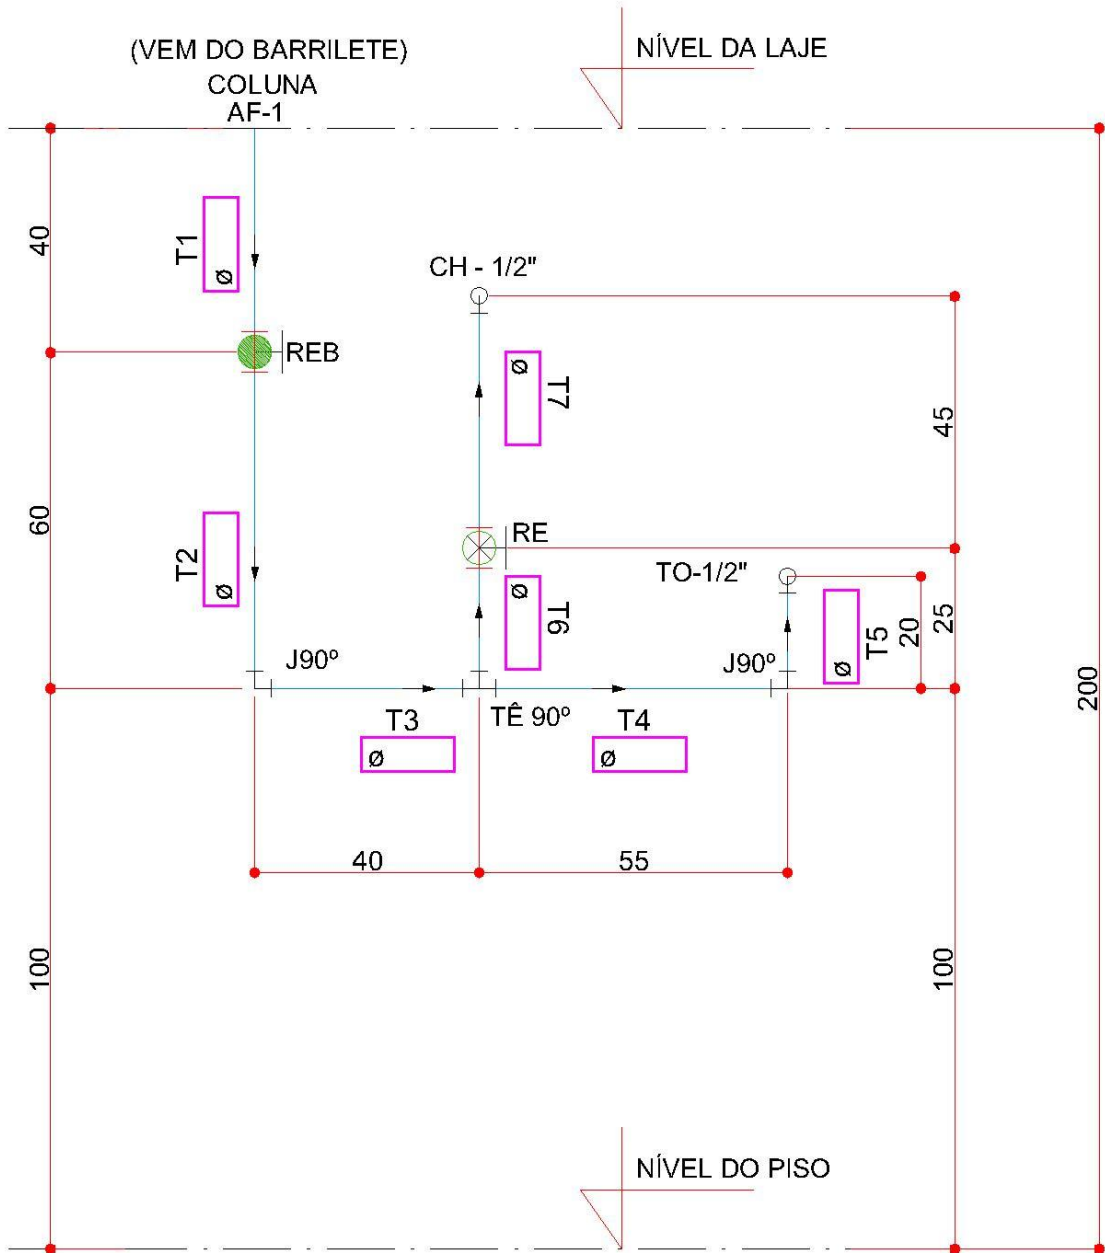 (VEM DO BARRILETE)
COLUNA
AF-1
NÍVEL DA LAJE
40
T1
Ø
CH - 1/2"
REB
Ø
T7
45
60
T2
Ø
RE
TO-1/2"
Ø
T6
T5
Ø
20
25
200
J90º
J90º
TÊ 90º
T3
Ø
T4
Ø
40
55
100
100
NÍVEL DO PISO